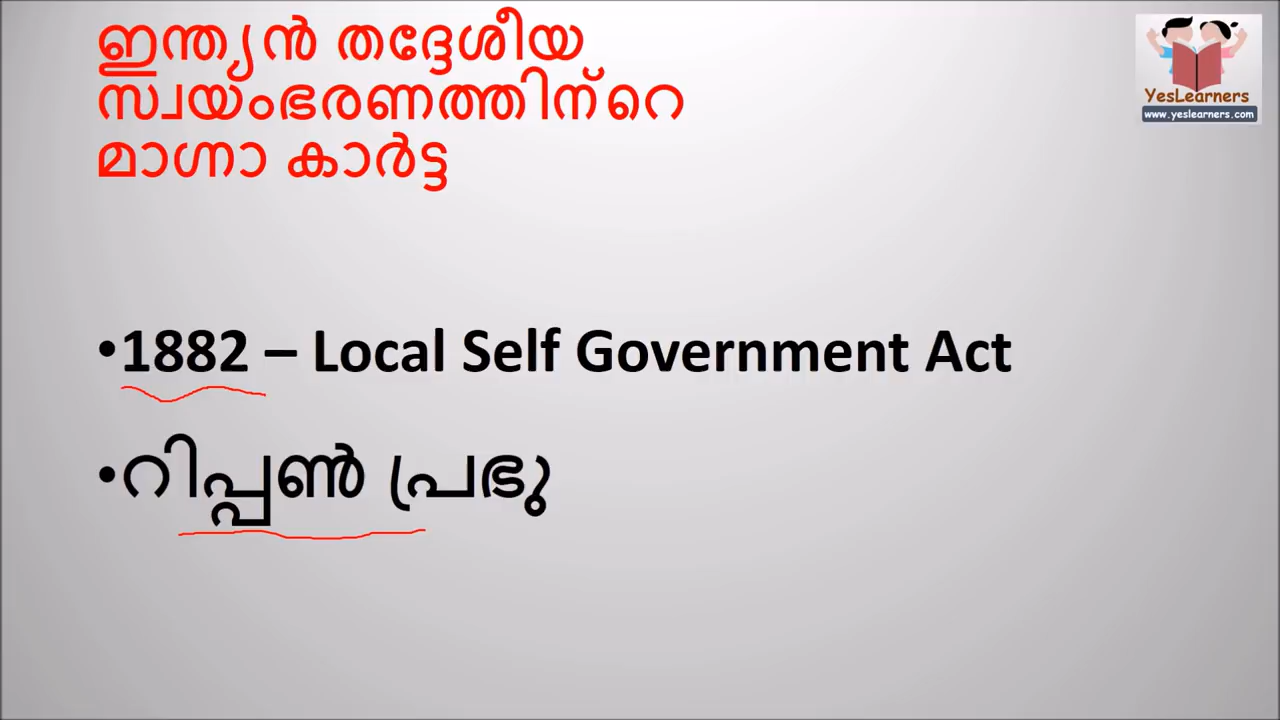 ഇന്ത്യൻ തദ്ദേശീയ
സ്വയംഭരണത്തിന്റെ
മാഗ്നാ കാർട്ട
YesLearners
www.yeslearners.com
•1882 – Local Self Government Act
•റിപ്പൺ പ്രഭു